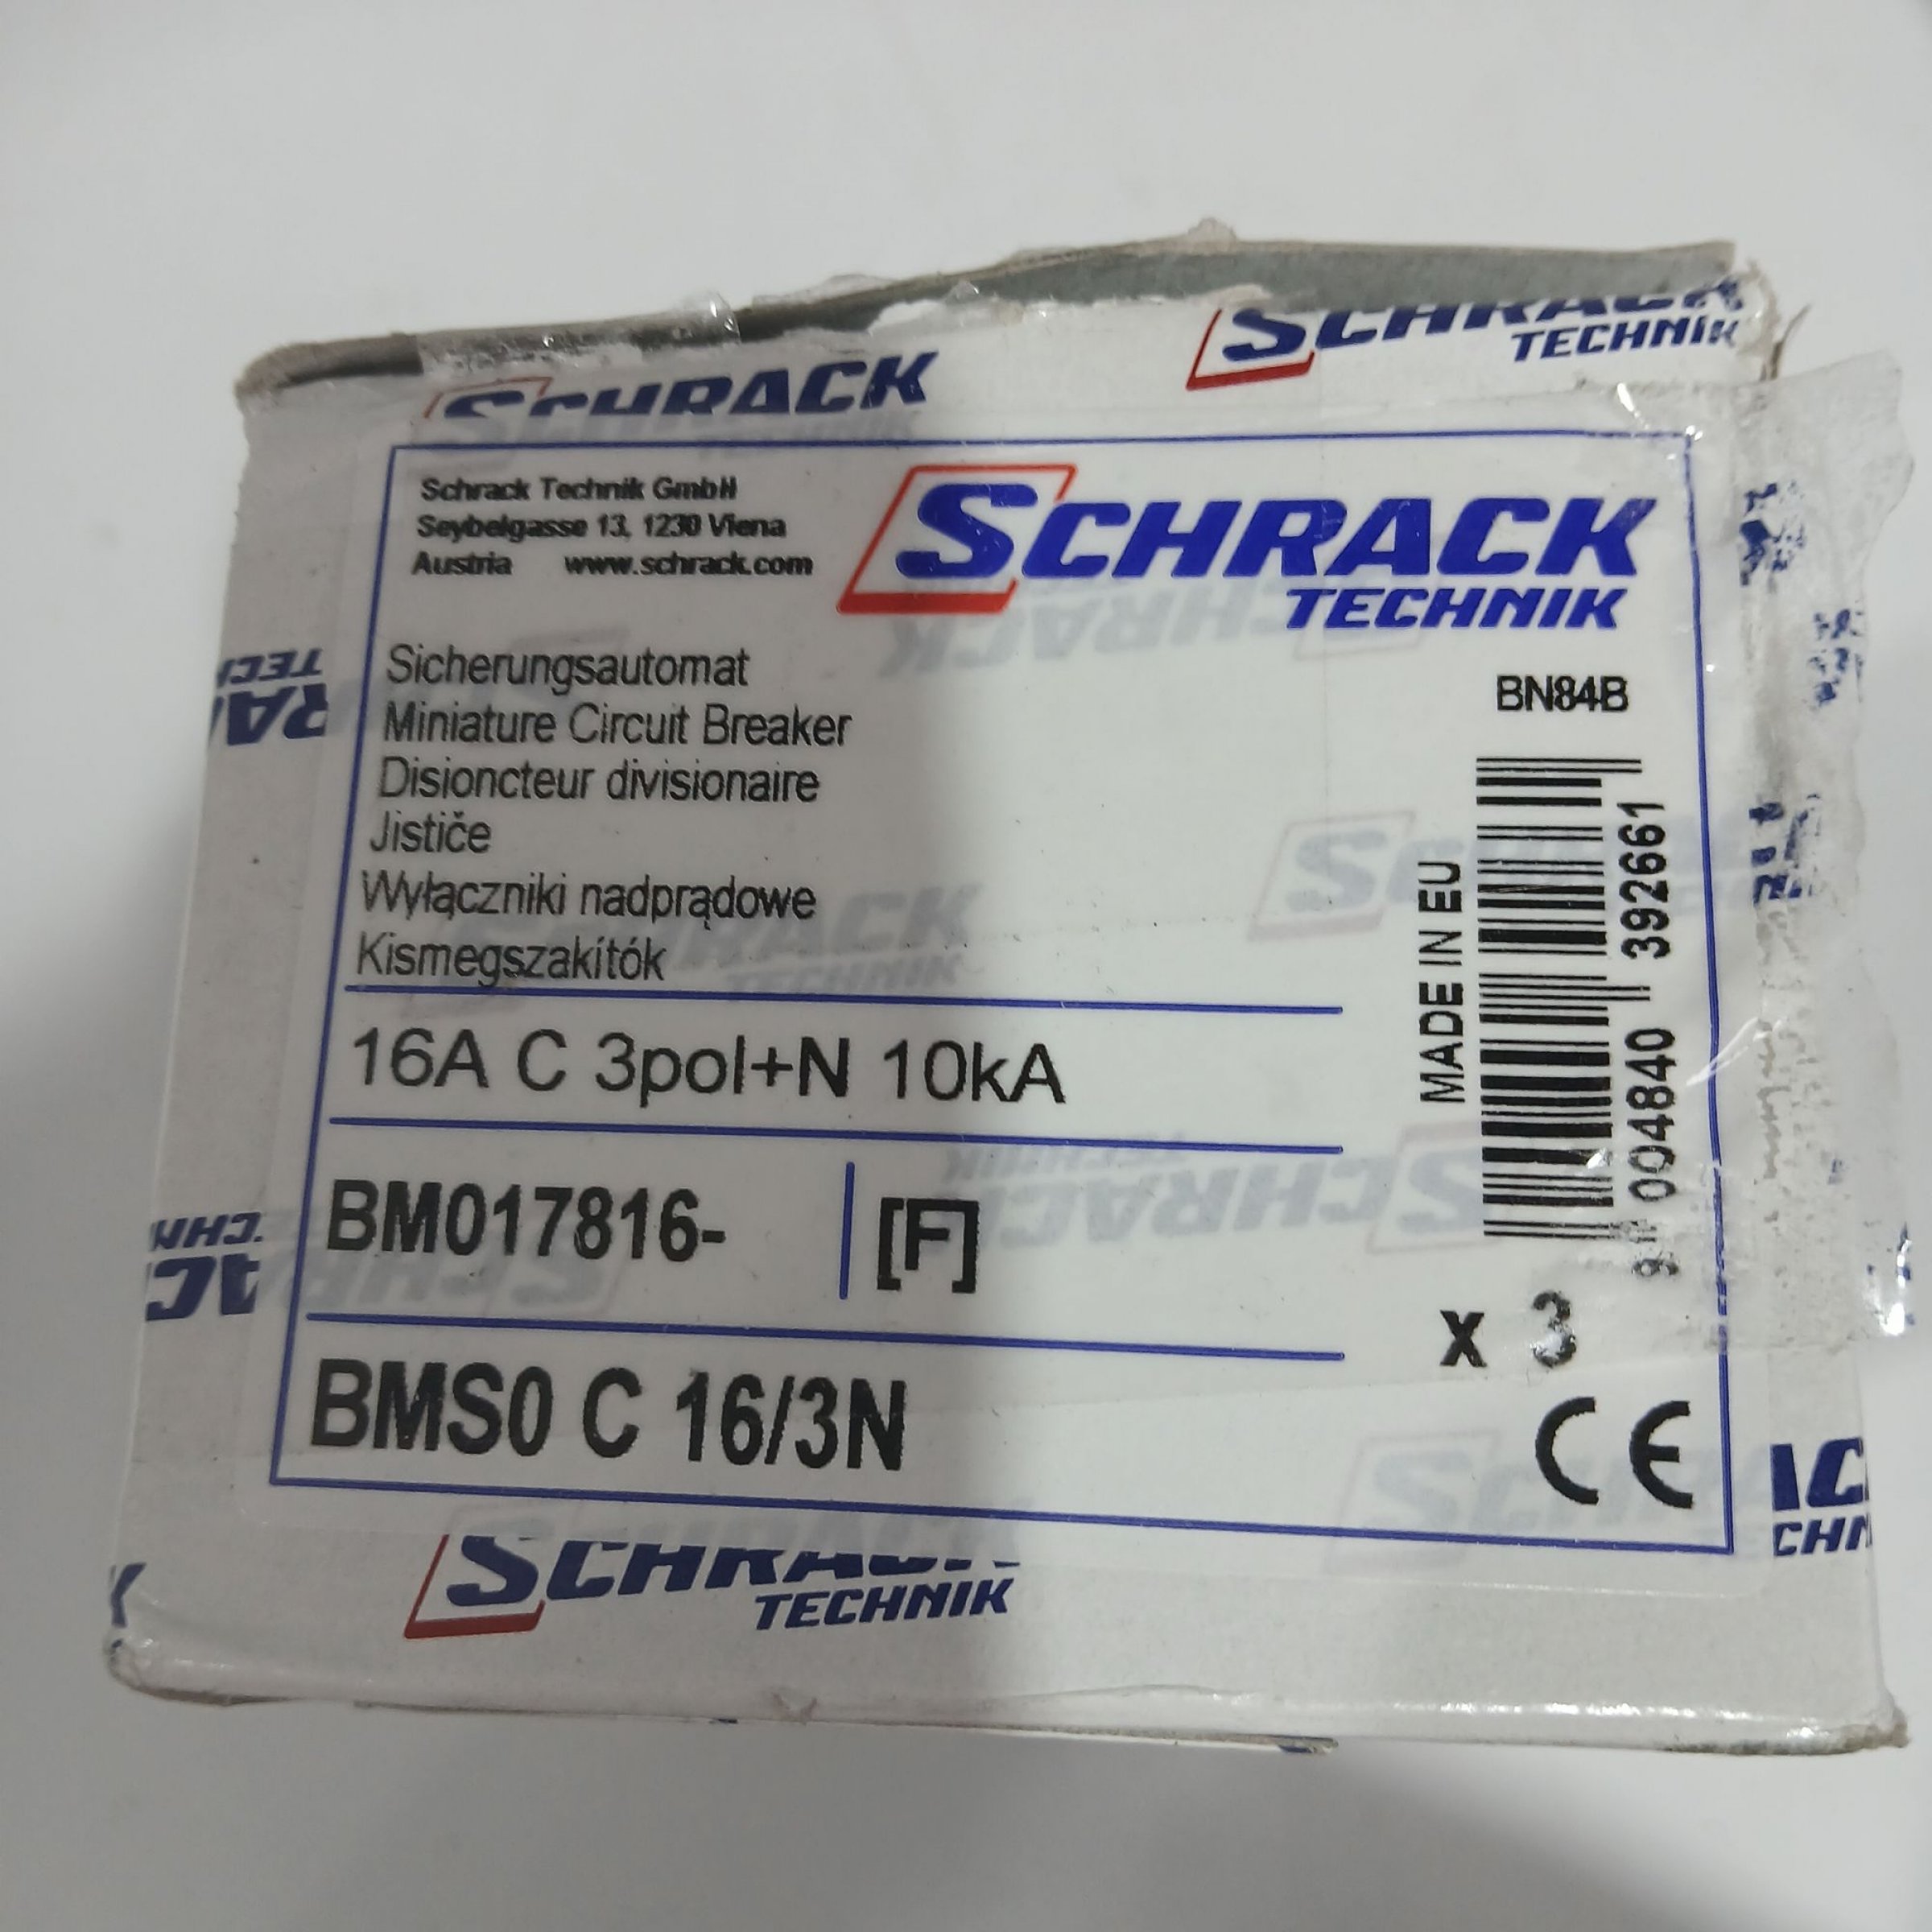 SCHRACK
SCHRACK
TECHNIK
Schrack Technik GmbH
Seybelgasse 13, 1230 Viena
Austria www.schrack.com
SCHRACK
TECHNIK
Sicherungsautomat
Miniature Circuit Breaker
Disioncteur divisionaire
Jističe
Wyłączniki nadprądowe
Kismegszakítók
BN84B
MADE IN EU
9 004840 392661
16A C 3pol+N 10kA
BM017816- [F]
x 3
BMS0 C 16/3N
CE
SCHRACK
TECHNIK